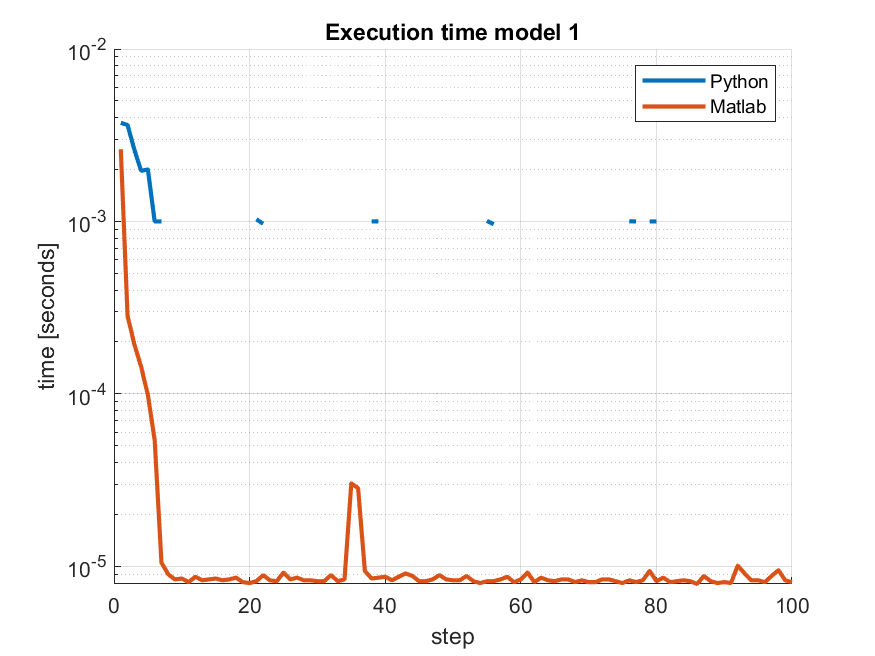 Execution time model 1
10^-2
10^-3
10^-4
10^-5
time [seconds]
Python
Matlab
0 20 40 60 80 100
step